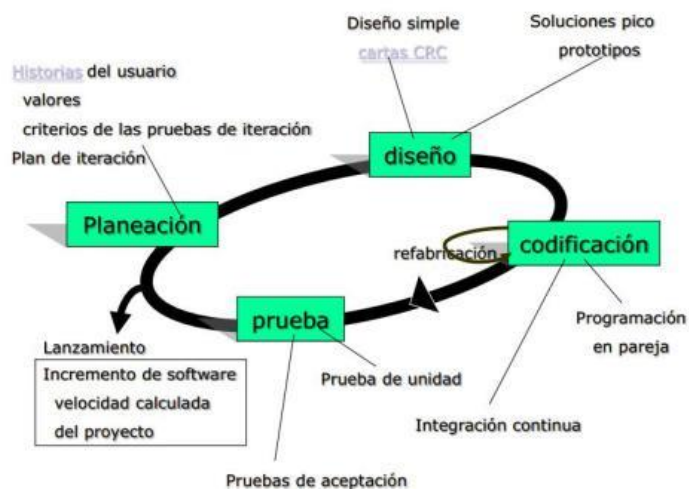 Diseño simple
cartas CRC
Soluciones pico
prototipos
Historias del usuario
valores
criterios de las pruebas de iteración
Plan de iteración
diseño
Planeación
codificación
refabricación
prueba
Programación
en pareja
Lanzamiento
Incremento de software
velocidad calculada
del proyecto
Prueba de unidad
Integración continua
Pruebas de aceptación